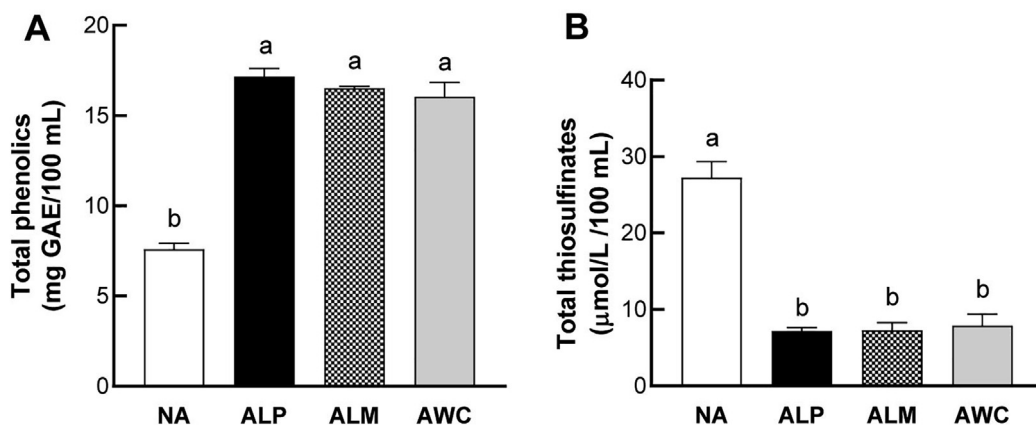 A
Total phenolics
(mg GAE/100 mL)
20
15
10
5
0
b
a
a
a
NA ALP ALM AWC
B
Total thiosulfinates
(μmol/L /100 mL)
40
30
20
10
0
a
b
b
b
NA ALP ALM AWC